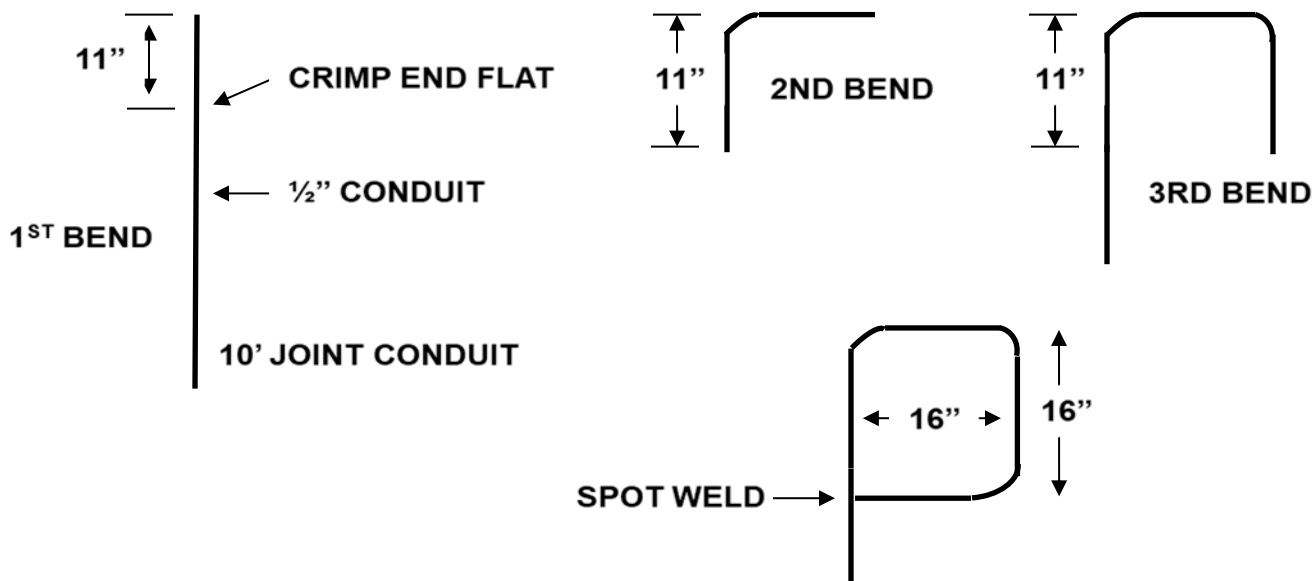 11”
CRIMP END FLAT
½” CONDUIT
1ST BEND
10’ JOINT CONDUIT
11”
2ND BEND
11”
3RD BEND
16”
16”
SPOT WELD